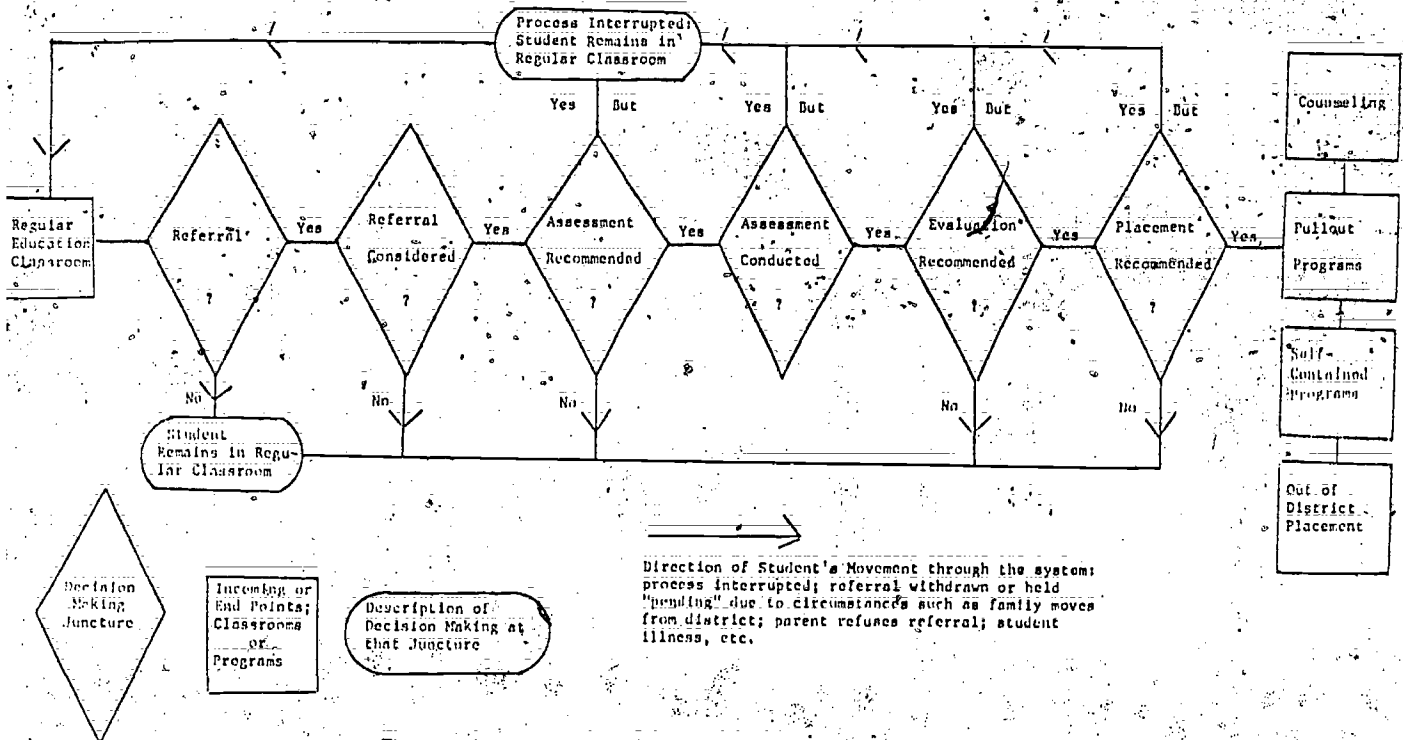 Process Interrupted;
Student Remains in
Regular Classroom
Yes But
Yes But
Yes But
Yes But
Counseling
Regular
Education
Classroom
Referral
?
Yes
Referral
Considered
?
Yes
Assessment
Recommended
?
Yes
Assessment
Conducted
?
Yes
Evaluation
Recommended
?
Yes
Placement
Recommended
?
Yes
Pullout
Programs
Self-
Contained
Programs
Out of
District
Placement
No
No
No
No
No
Student
Remains in Regu-
lar Classroom
Decision
Making
Juncture
Incoming or
End Points;
Classrooms
or
Programs
Description of
Decision Making at
that Juncture
Direction of Student's Movement through the system:
process interrupted; referral withdrawn or held
"pending" due to circumstances such as family moves
from district; parent refuses referral; student
illness, etc.